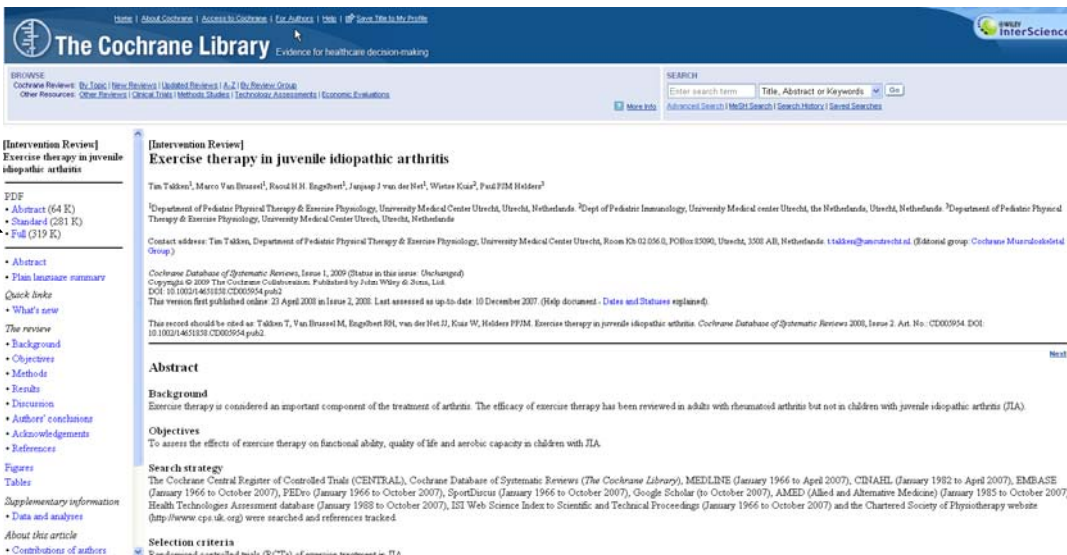 Home | About Cochrane | Access to Cochrane | For Authors | Help | Save Title to My Profile
The Cochrane Library Evidence for healthcare decision-making
WILEY
InterScience
BROWSE
Cochrane Reviews: By Topic | New Reviews | Updated Reviews | A-Z | By Review Group
Other Resources: Other Reviews | Clinical Trials | Methods Studies | Technology Assessments | Economic Evaluations
More Info
SEARCH
Enter search term Title, Abstract or Keywords Go
Advanced Search | MeSH Search | Search History | Saved Searches
[Intervention Review]
Exercise therapy in juvenile
idiopathic arthritis
PDF
• Abstract (64 K)
• Standard (281 K)
• Full (319 K)
• Abstract
• Plain language summary
Quick links
• What's new
The review
• Background
• Objectives
• Methods
• Results
• Discussion
• Authors' conclusions
• Acknowledgements
• References
Figures
Tables
Supplementary information
• Data and analyses
About this article
• Contributions of authors
[Intervention Review]
Exercise therapy in juvenile idiopathic arthritis
Tim Takken1, Marco Van Brussel1, Raoul H.H. Engelbert1, Janjaap J van der Net1, Wietse Kuis2, Paul PJM Helders3
1Department of Pediatric Physical Therapy & Exercise Physiology, University Medical Center Utrecht, Utrecht, Netherlands. 2Dept of Pediatric Immunology, University Medical center Utrecht, the Netherlands, Utrecht, Netherlands. 3Department of Pediatric Physical
Therapy & Exercise Physiology, University Medical Center Utrecht, Utrecht, Netherlands
Contact address: Tim Takken, Department of Pediatric Physical Therapy & Exercise Physiology, University Medical Center Utrecht, Room Kb 02.056.0, POBox 85090, Utrecht, 3508 AB, Netherlands. t.takken@umcutrecht.nl. (Editorial group: Cochrane Musculoskeletal
Group.)
Cochrane Database of Systematic Reviews, Issue 1, 2009 (Status in this issue: Unchanged)
Copyright © 2009 The Cochrane Collaboration. Published by John Wiley & Sons, Ltd.
DOI: 10.1002/14651858.CD005954.pub2
This version first published online: 23 April 2008 in Issue 2, 2008. Last assessed as up-to-date: 10 December 2007. (Help document - Dates and Statuses explained).
This record should be cited as: Takken T, Van Brussel M, Engelbert RH, van der Net JJ, Kuis W, Helders PPJM. Exercise therapy in juvenile idiopathic arthritis. Cochrane Database of Systematic Reviews 2008, Issue 2. Art. No.: CD005954. DOI:
10.1002/14651858.CD005954.pub2.
Next
Abstract
Background
Exercise therapy is considered an important component of the treatment of arthritis. The efficacy of exercise therapy has been reviewed in adults with rheumatoid arthritis but not in children with juvenile idiopathic arthritis (JIA).
Objectives
To assess the effects of exercise therapy on functional ability, quality of life and aerobic capacity in children with JIA.
Search strategy
The Cochrane Central Register of Controlled Trials (CENTRAL), Cochrane Database of Systematic Reviews (The Cochrane Library), MEDLINE (January 1966 to April 2007), CINAHL (January 1982 to April 2007), EMBASE
(January 1966 to October 2007), PEDro (January 1966 to October 2007), SportDiscus (January 1966 to October 2007), Google Scholar (to October 2007), AMED (Allied and Alternative Medicine) (January 1985 to October 2007)
Health Technologies Assessment database (January 1988 to October 2007), ISI Web Science Index to Scientific and Technical Proceedings (January 1966 to October 2007) and the Chartered Society of Physiotherapy website
(http://www.cps.uk.org) were searched and references tracked.
Selection criteria
Randomised controlled trials (RCTs) of exercise treatment in JIA.